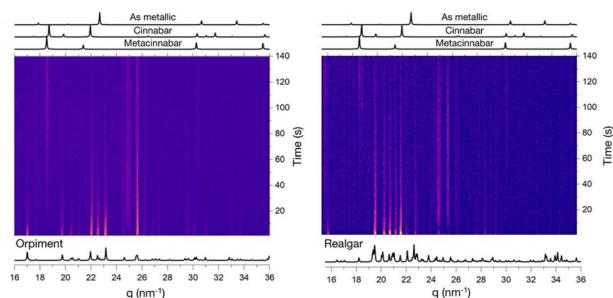 As metallic
Cinnabar
Metacinnabar
140
120
100
80
60
40
20
Time (s)
Orpiment
16 18 20 22 24 26 28 30 32 34 36
q (nm⁻¹)
As metallic
Cinnabar
Metacinnabar
140
120
100
80
60
40
20
Time (s)
Realgar
16 18 20 22 24 26 28 30 32 34 36
q (nm⁻¹)